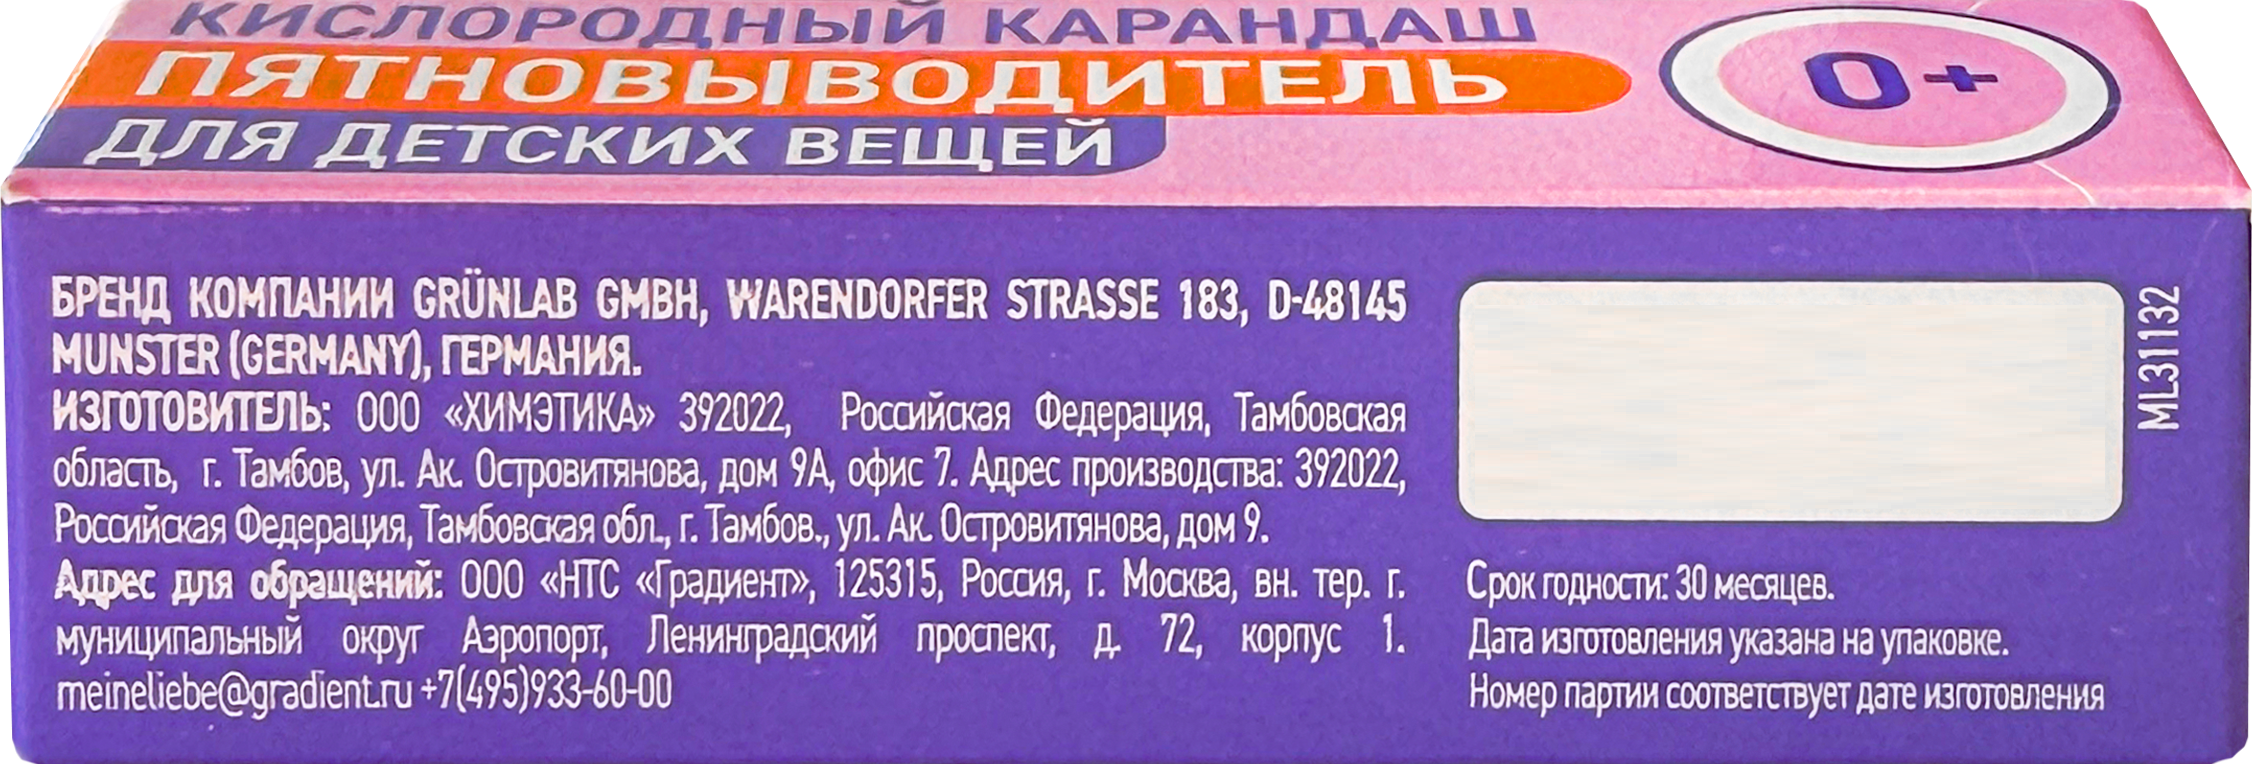 КИСЛОРОДНЫЙ КАРАНДАШ
ПЯТНОВЫВОДИТЕЛЬ
ДЛЯ ДЕТСКИХ ВЕЩЕЙ
0+
БРЕНД КОМПАНИИ GRÜNLAB GMBH, WARENDORFER STRASSE 183, D-48145
MUNSTER (GERMANY), ГЕРМАНИЯ.
ИЗГОТОВИТЕЛЬ: ООО «ХИМЭТИКА» 392022, Российская Федерация, Тамбовская
область, г. Тамбов, ул. Ак. Островитянова, дом 9А, офис 7. Адрес производства: 392022,
Российская Федерация, Тамбовская обл., г. Тамбов., ул. Ак. Островитянова, дом 9.
Адрес для обращений: ООО «НТС «Градиент», 125315, Россия, г. Москва, вн. тер. г.
муниципальный округ Аэропорт, Ленинградский проспект, д. 72, корпус 1.
meineliebe@gradient.ru +7(495)933-60-00
ML31132
Срок годности: 30 месяцев.
Дата изготовления указана на упаковке.
Номер партии соответствует дате изготовления